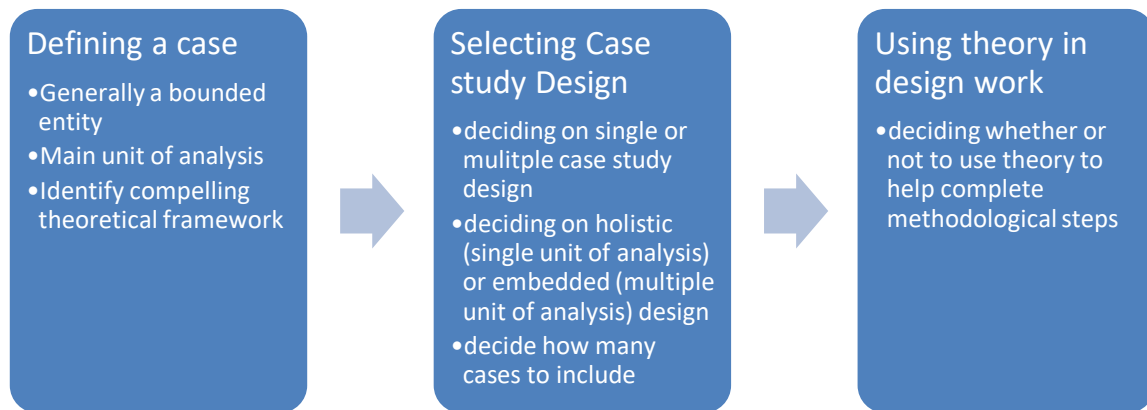 Defining a case
•Generally a bounded
entity
•Main unit of analysis
•Identify compelling
theoretical framework
Selecting Case
study Design
•deciding on single or
mulitple case study
design
•deciding on holistic
(single unit of analysis)
or embedded (multiple
unit of analysis) design
•decide how many
cases to include
Using theory in
design work
•deciding whether or
not to use theory to
help complete
methodological steps